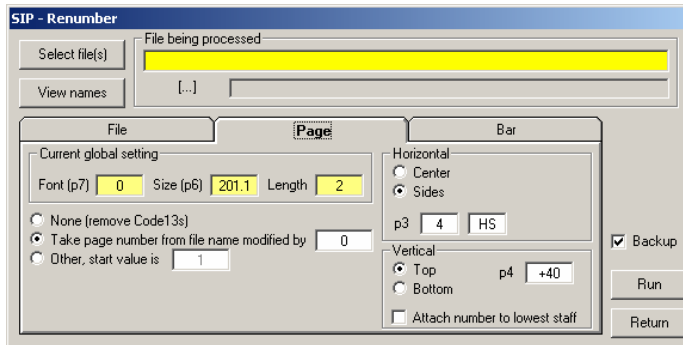 SIP - Renumber
Select file(s)
File being processed
View names
[...]
File
Page
Bar
Current global setting
Font (p7) 0 Size (p6) 201.1 Length 2
None (remove Code13s)
Take page number from file name modified by 0
Other, start value is 1
Horizontal
Center
Sides
p3 4 HS
Vertical
Top p4 +40
Bottom
Attach number to lowest staff
Backup
Run
Return